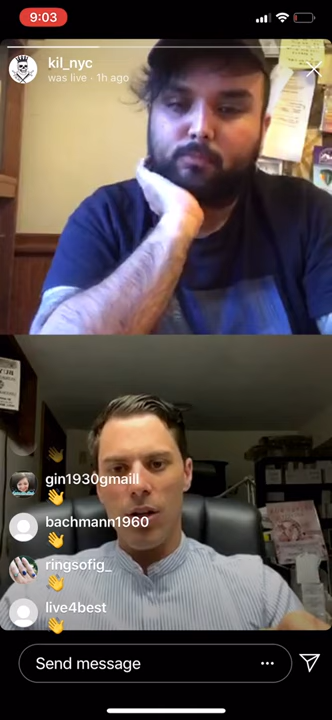 9:03
kil_nyc
was live · 1h ago
gin1930gmaill
bachmann1960
ringsofig_
live4best
Send message